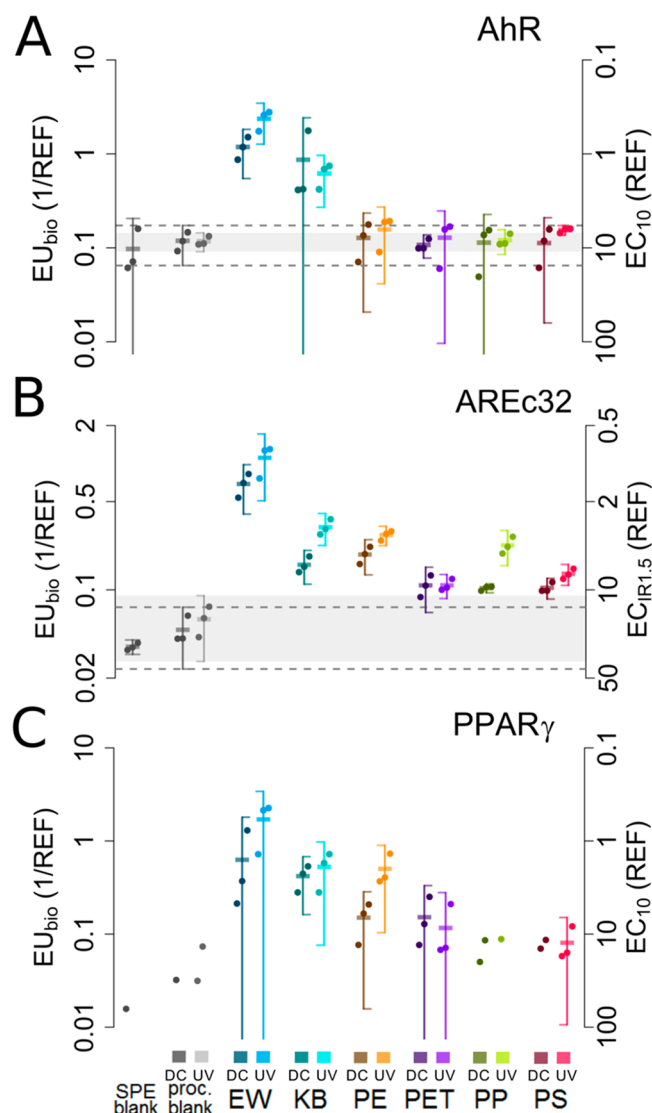 A
AhR
10
1
0.1
0.01
EUbio (1/REF)
0.1
1
10
100
EC10 (REF)
B
AREc32
2
0.5
0.1
0.02
EUbio (1/REF)
0.5
2
10
50
ECIR1.5 (REF)
C
PPARγ
10
1
0.1
0.01
EUbio (1/REF)
0.1
1
10
100
EC10 (REF)
DC UV DC UV DC UV DC UV DC UV DC UV DC UV
SPE blank
proc. blank
EW KB PE PET PP PS